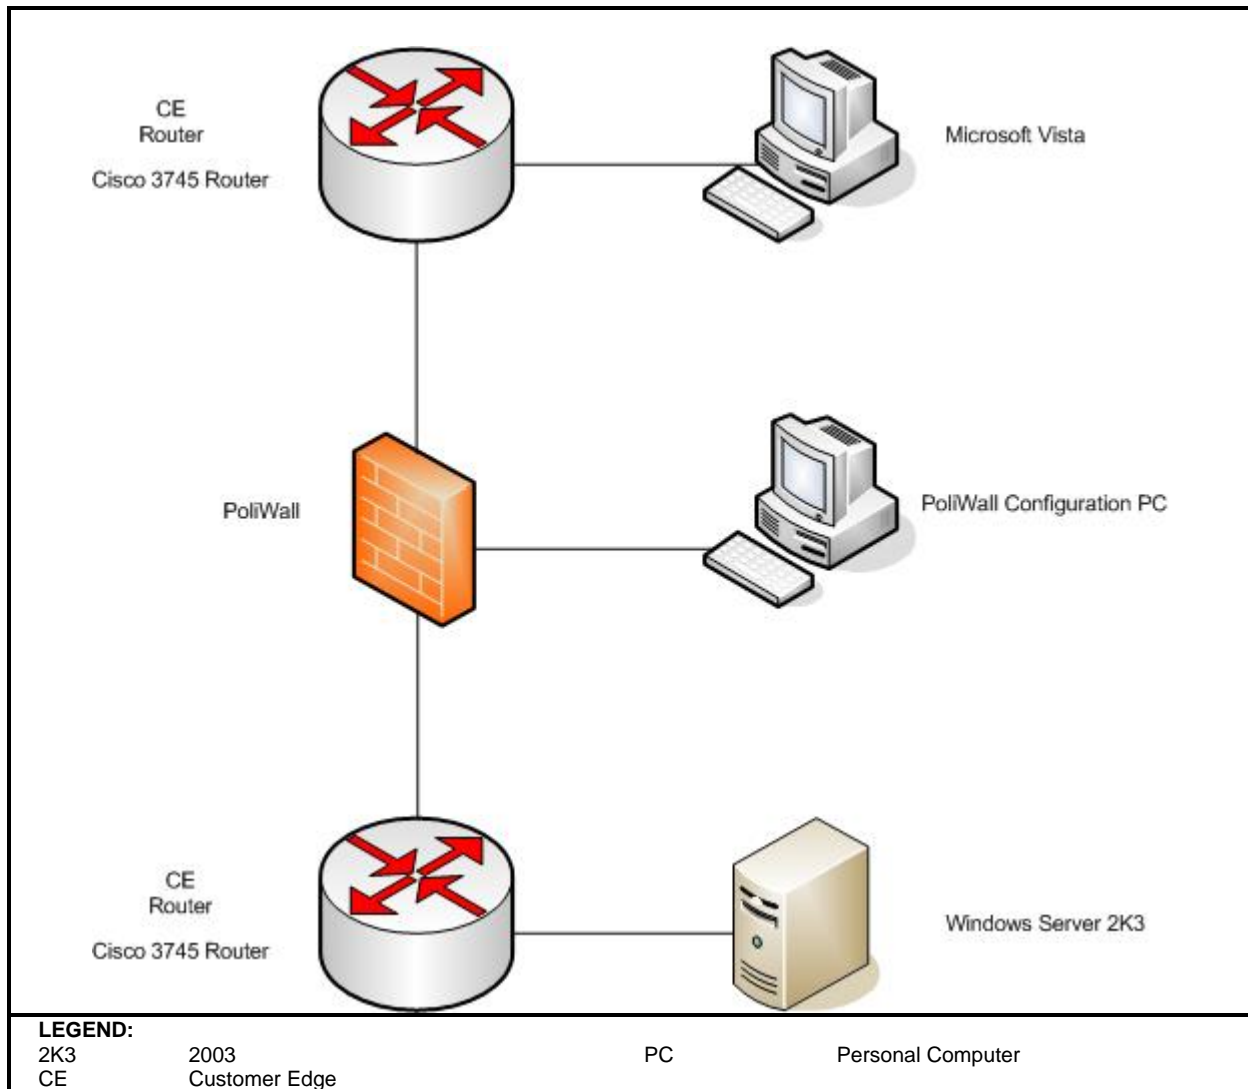 CE
Router
Cisco 3745 Router
Microsoft Vista
PoliWall
PoliWall Configuration PC
CE
Router
Cisco 3745 Router
Windows Server 2K3
LEGEND:
2K3 2003 PC Personal Computer
CE Customer Edge